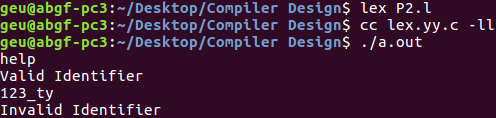 geu@abgf-pc3:~/Desktop/Compiler Design$ lex P2.l
geu@abgf-pc3:~/Desktop/Compiler Design$ cc lex.yy.c -ll
geu@abgf-pc3:~/Desktop/Compiler Design$ ./a.out
help
Valid Identifier
123_ty
Invalid Identifier